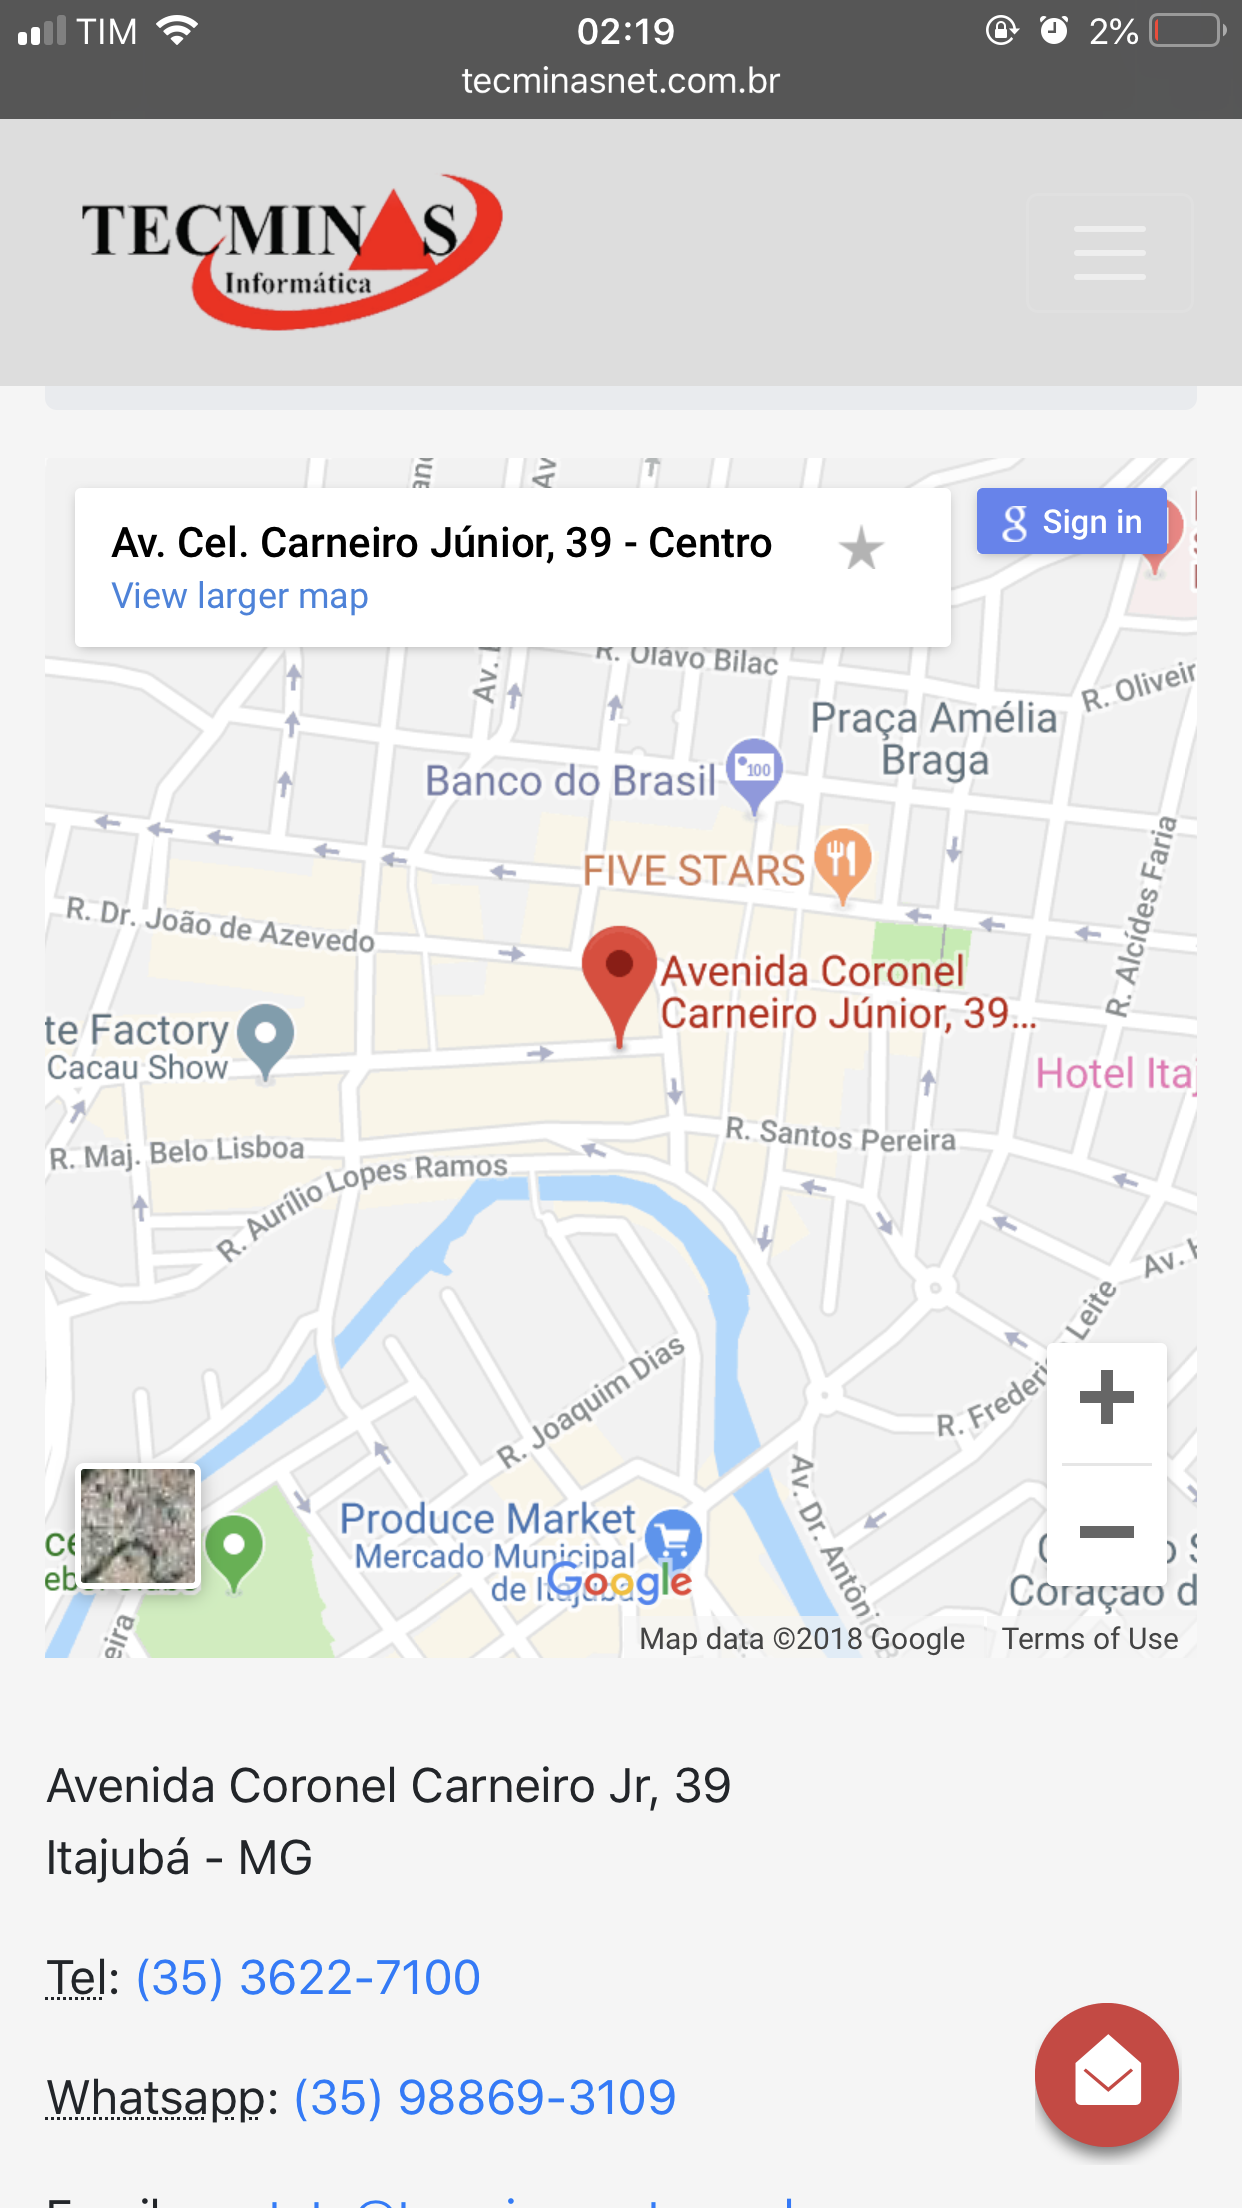 TIM 02:19 2%
tecminasnet.com.br
TECMINAS
Informática
Av. Cel. Carneiro Júnior, 39 - Centro
View larger map
g Sign in
Av
R. Olavo Bilac
Av.
R. Oliveir
Praça Amélia
Braga
Banco do Brasil
100
FIVE STARS
R. Alcídes Faria
R. Dr. João de Azevedo
Avenida Coronel
Carneiro Júnior, 39...
te Factory
Cacau Show
Hotel Itaj
R. Santos Pereira
R. Maj. Belo Lisboa
R. Aurílio Lopes Ramos
Av. H
R. Joaquim Dias
R. Frederi Leite
+
−
Av. Dr. Antôni
Produce Market
Mercado Municipal
de Itajubá
Google
Coração d
eira
Map data ©2018 Google Terms of Use
Avenida Coronel Carneiro Jr, 39
Itajubá - MG
Tel: (35) 3622-7100
Whatsapp: (35) 98869-3109